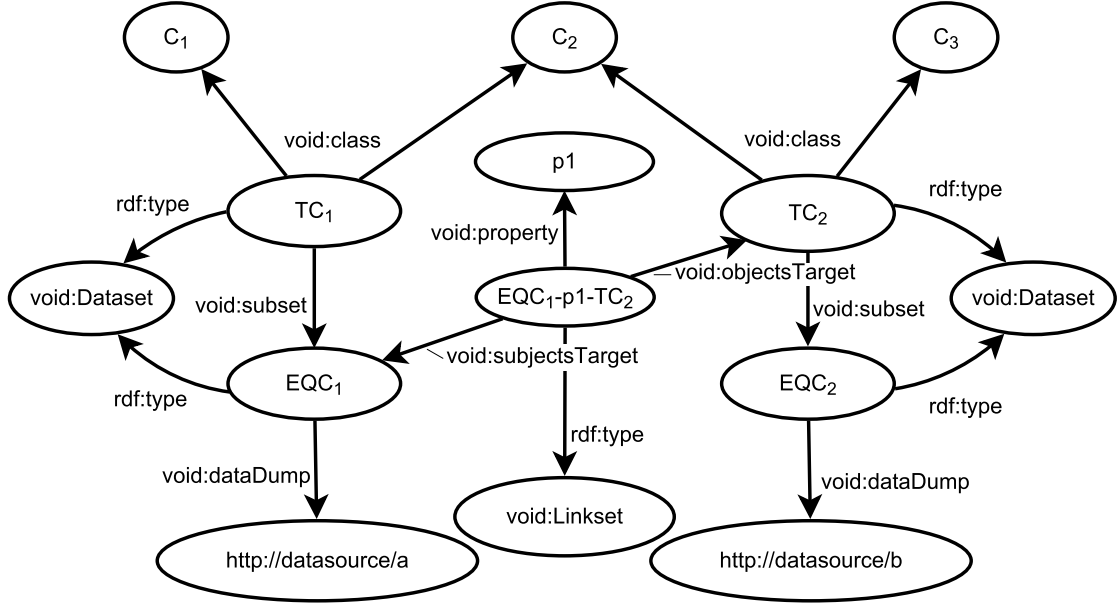 C₁
C₂
C₃
void:class
void:class
p1
rdf:type
rdf:type
TC₁
TC₂
void:property
void:objectsTarget
void:Dataset
void:subset
EQC₁-p1-TC₂
void:subset
void:Dataset
void:subjectsTarget
EQC₁
EQC₂
rdf:type
rdf:type
rdf:type
void:dataDump
void:dataDump
void:Linkset
http://datasource/a
http://datasource/b